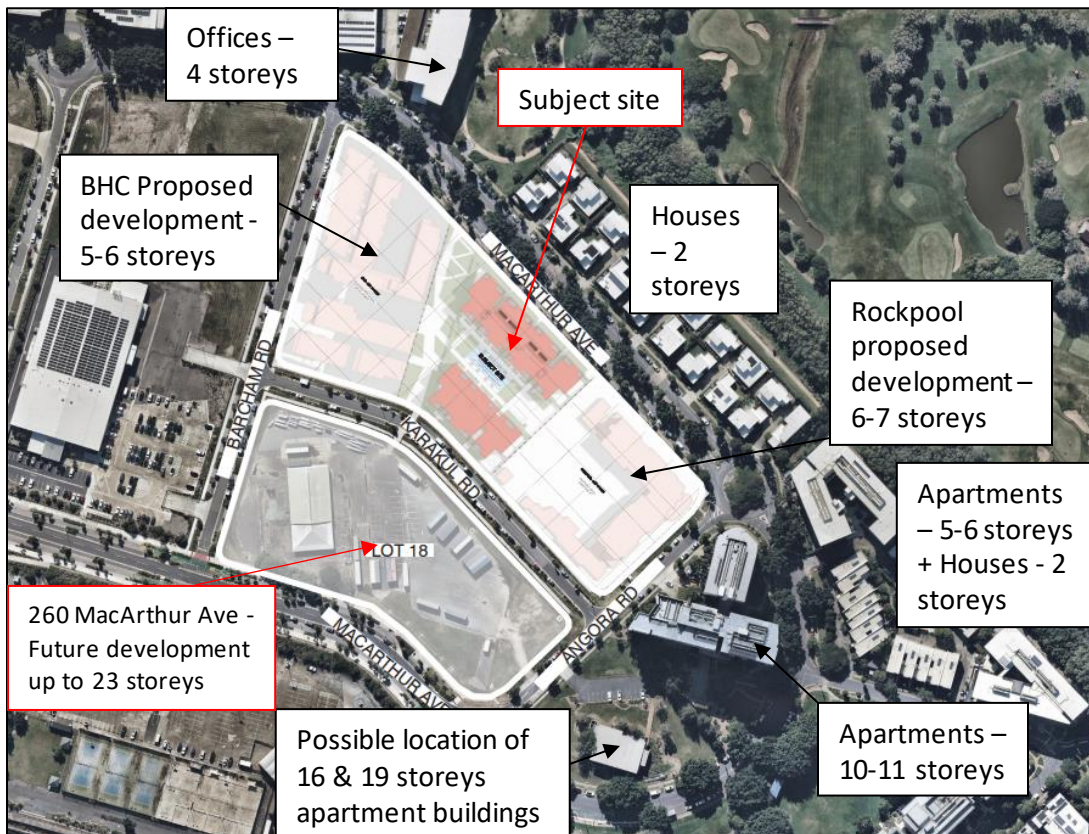 Offices –
4 storeys
Subject site
BHC Proposed
development -
5-6 storeys
Houses
– 2
storeys
MACARTHUR AVE
Rockpool
proposed
development –
6-7 storeys
BARCHAM RD
KARAKUL RD
Apartments
– 5-6 storeys
+ Houses - 2
storeys
LOT 18
260 MacArthur Ave -
Future development
up to 23 storeys
MACARTHUR AVE
ANGORA RD
Possible location of
16 & 19 storeys
apartment buildings
Apartments –
10-11 storeys